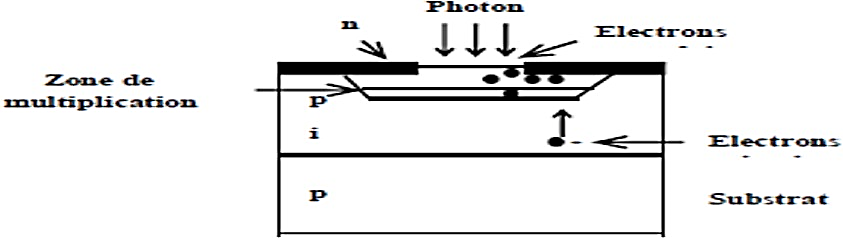 Photon
n
Electrons
Zone de
multiplication
p
i
Electrons
p
Substrat